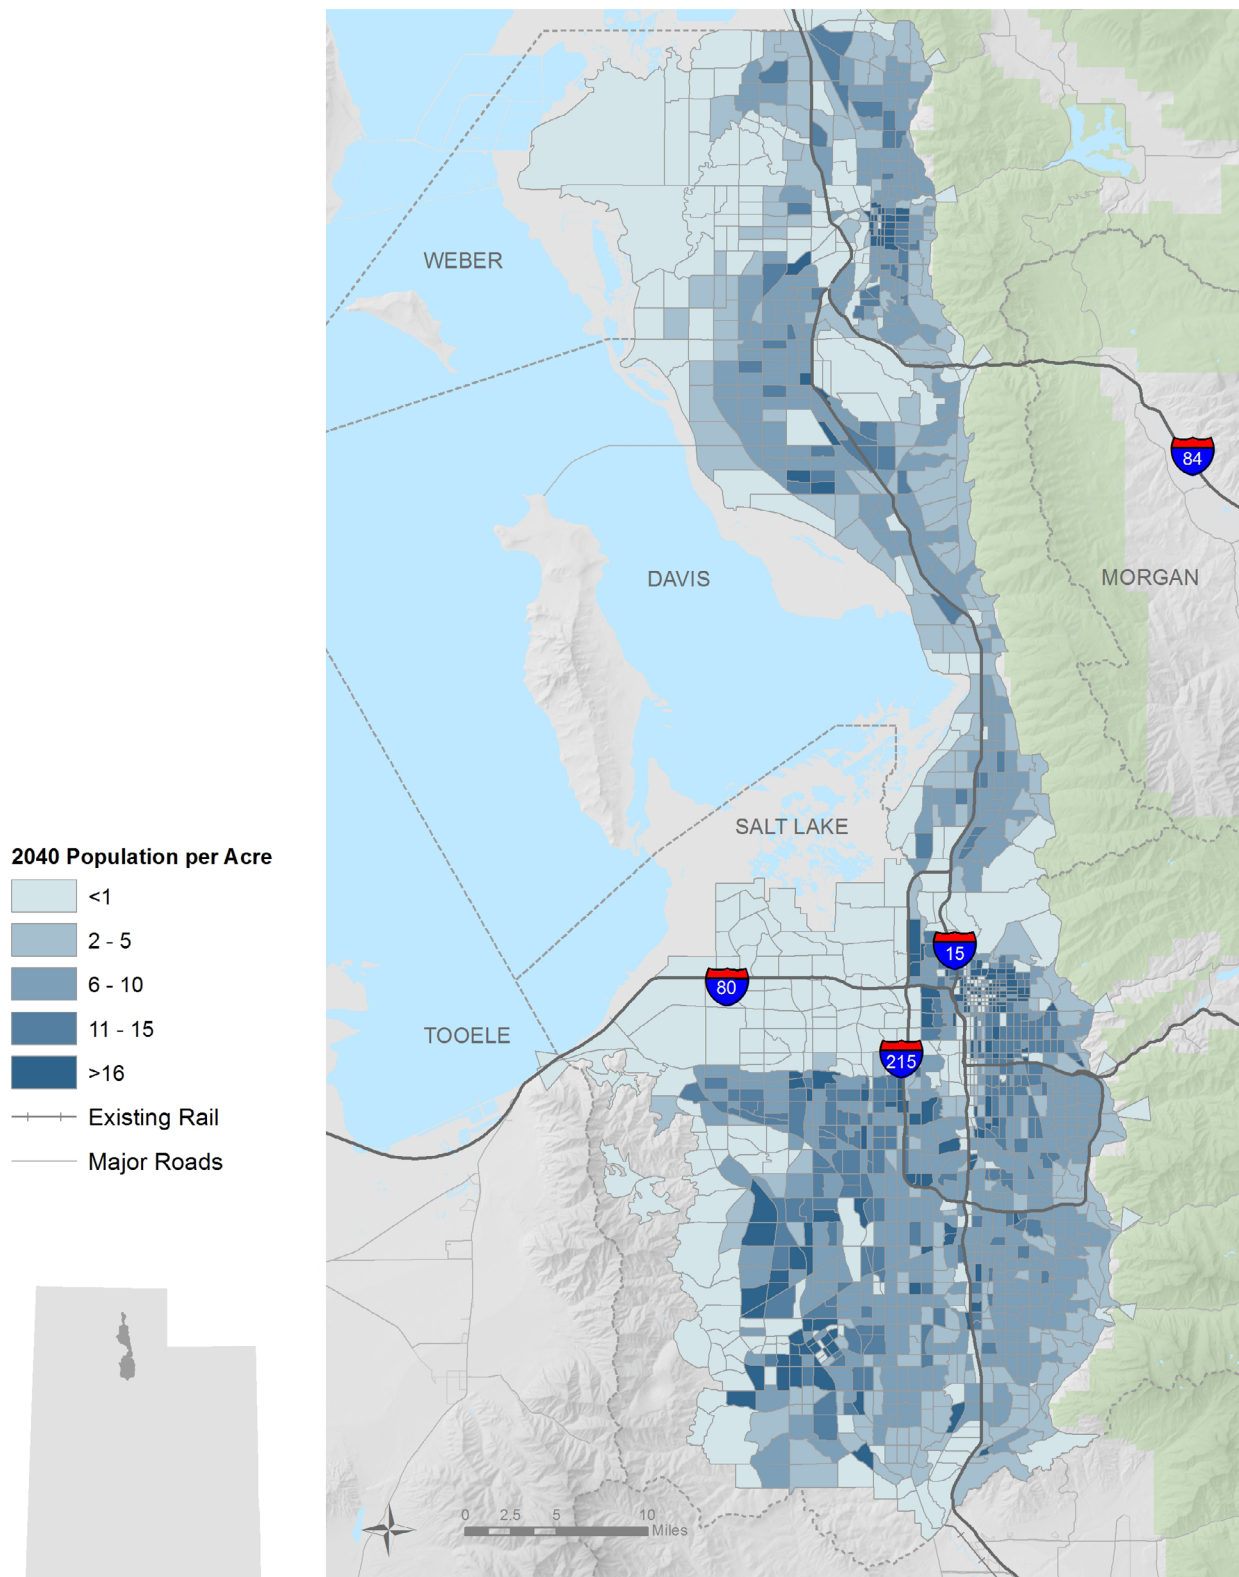 WEBER
84
DAVIS
MORGAN
SALT LAKE
2040 Population per Acre
<1
2 - 5
6 - 10
11 - 15
>16
Existing Rail
Major Roads
15
80
TOOELE
215
0 2.5 5 10
Miles